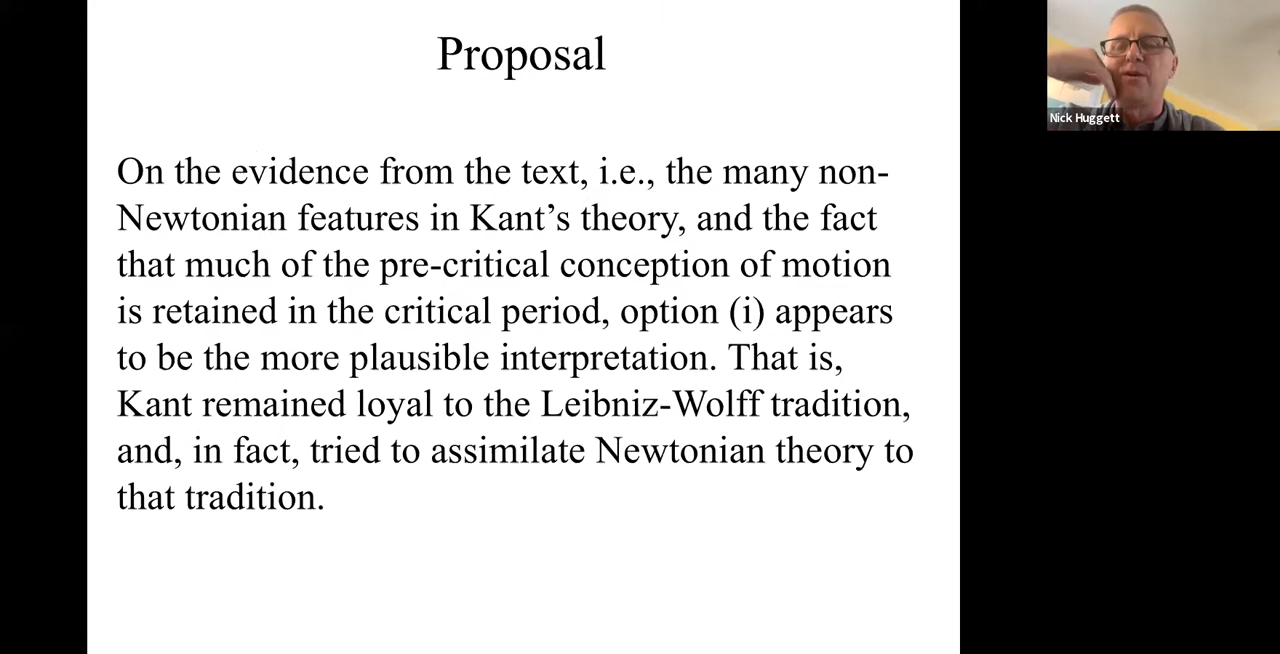 Proposal
On the evidence from the text, i.e., the many non-
Newtonian features in Kant’s theory, and the fact
that much of the pre-critical conception of motion
is retained in the critical period, option (i) appears
to be the more plausible interpretation. That is,
Kant remained loyal to the Leibniz-Wolff tradition,
and, in fact, tried to assimilate Newtonian theory to
that tradition.
Nick Huggett